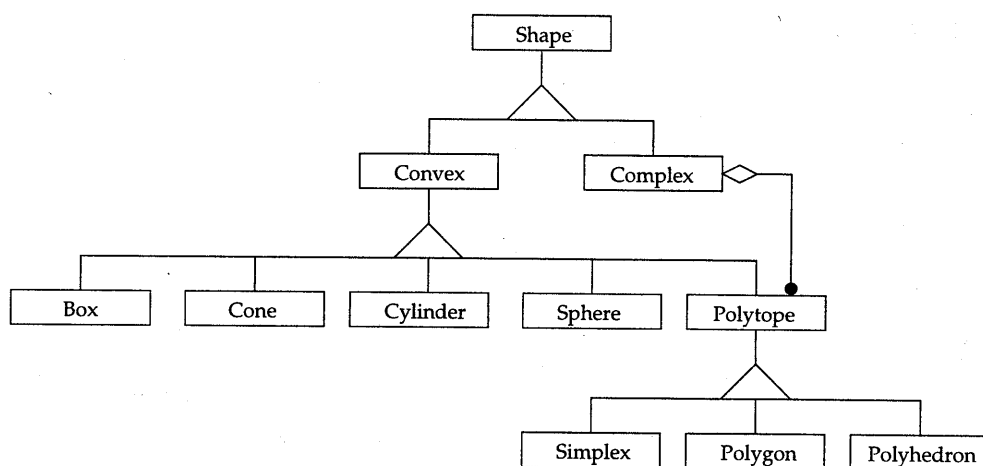 Shape
Convex
Complex
Box
Cone
Cylinder
Sphere
Polytope
Simplex
Polygon
Polyhedron